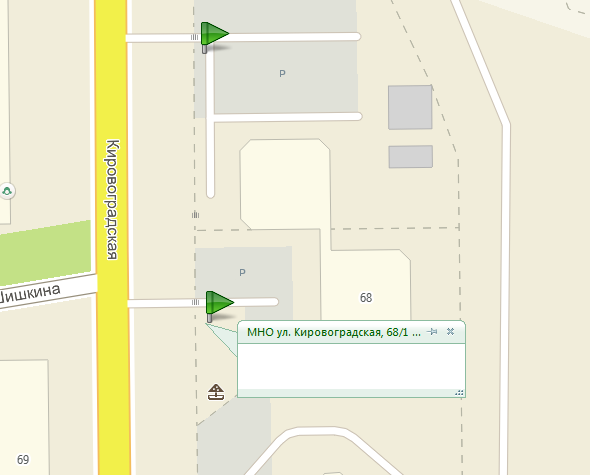 P
Кировоградская
P
68
Шишкина
МНО ул. Кировоградская, 68/1 ...
69